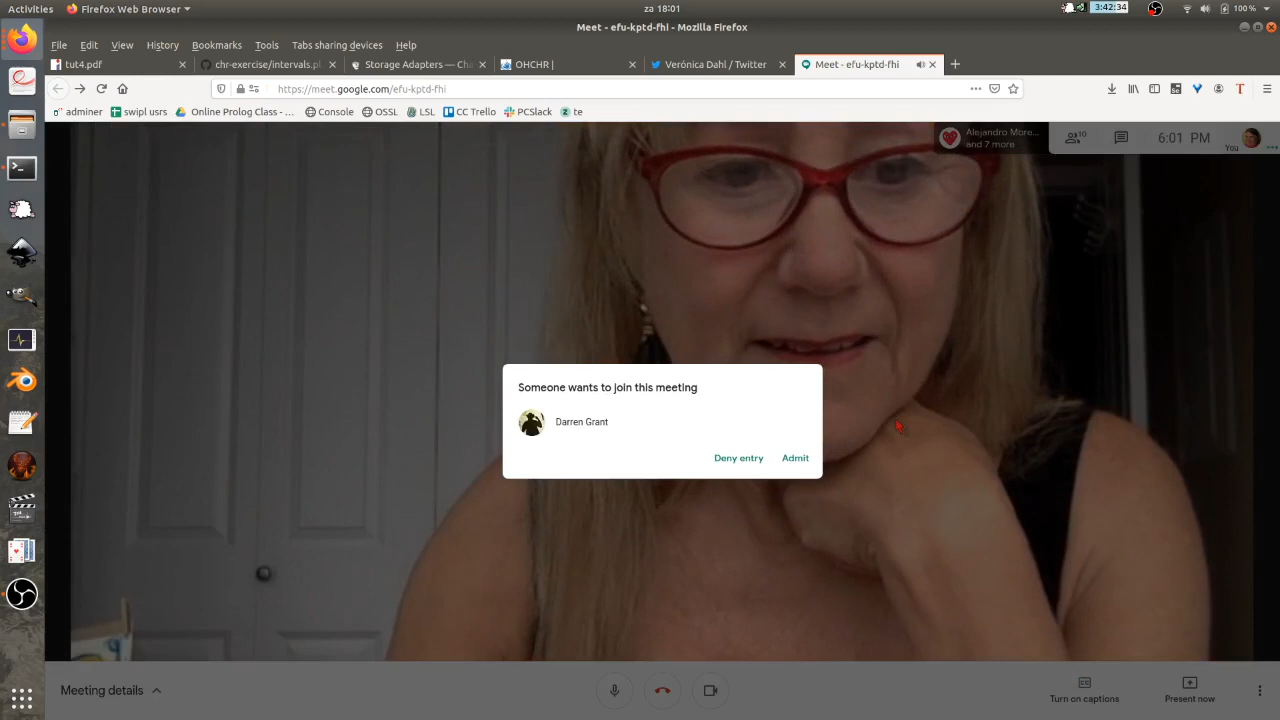 Activities
Firefox Web Browser
za 18:01
3:42:34
100 %
Meet - efu-kptd-fhi - Mozilla Firefox
File Edit View History Bookmarks Tools Tabs sharing devices Help
tut4.pdf
chr-exercise/intervals.pl
Storage Adapters — Cha
OHCHR |
Verónica Dahl / Twitter
Meet - efu-kptd-fhi
https://meet.google.com/efu-kptd-fhi
adminer
swipl usrs
Online Prolog Class - ...
Console
OSSL
LSL
CC Trello
PCSlack
te
Alejandro More...
and 7 more
10
6:01 PM
You
Someone wants to join this meeting
Darren Grant
Deny entry
Admit
Meeting details
Turn on captions
Present now